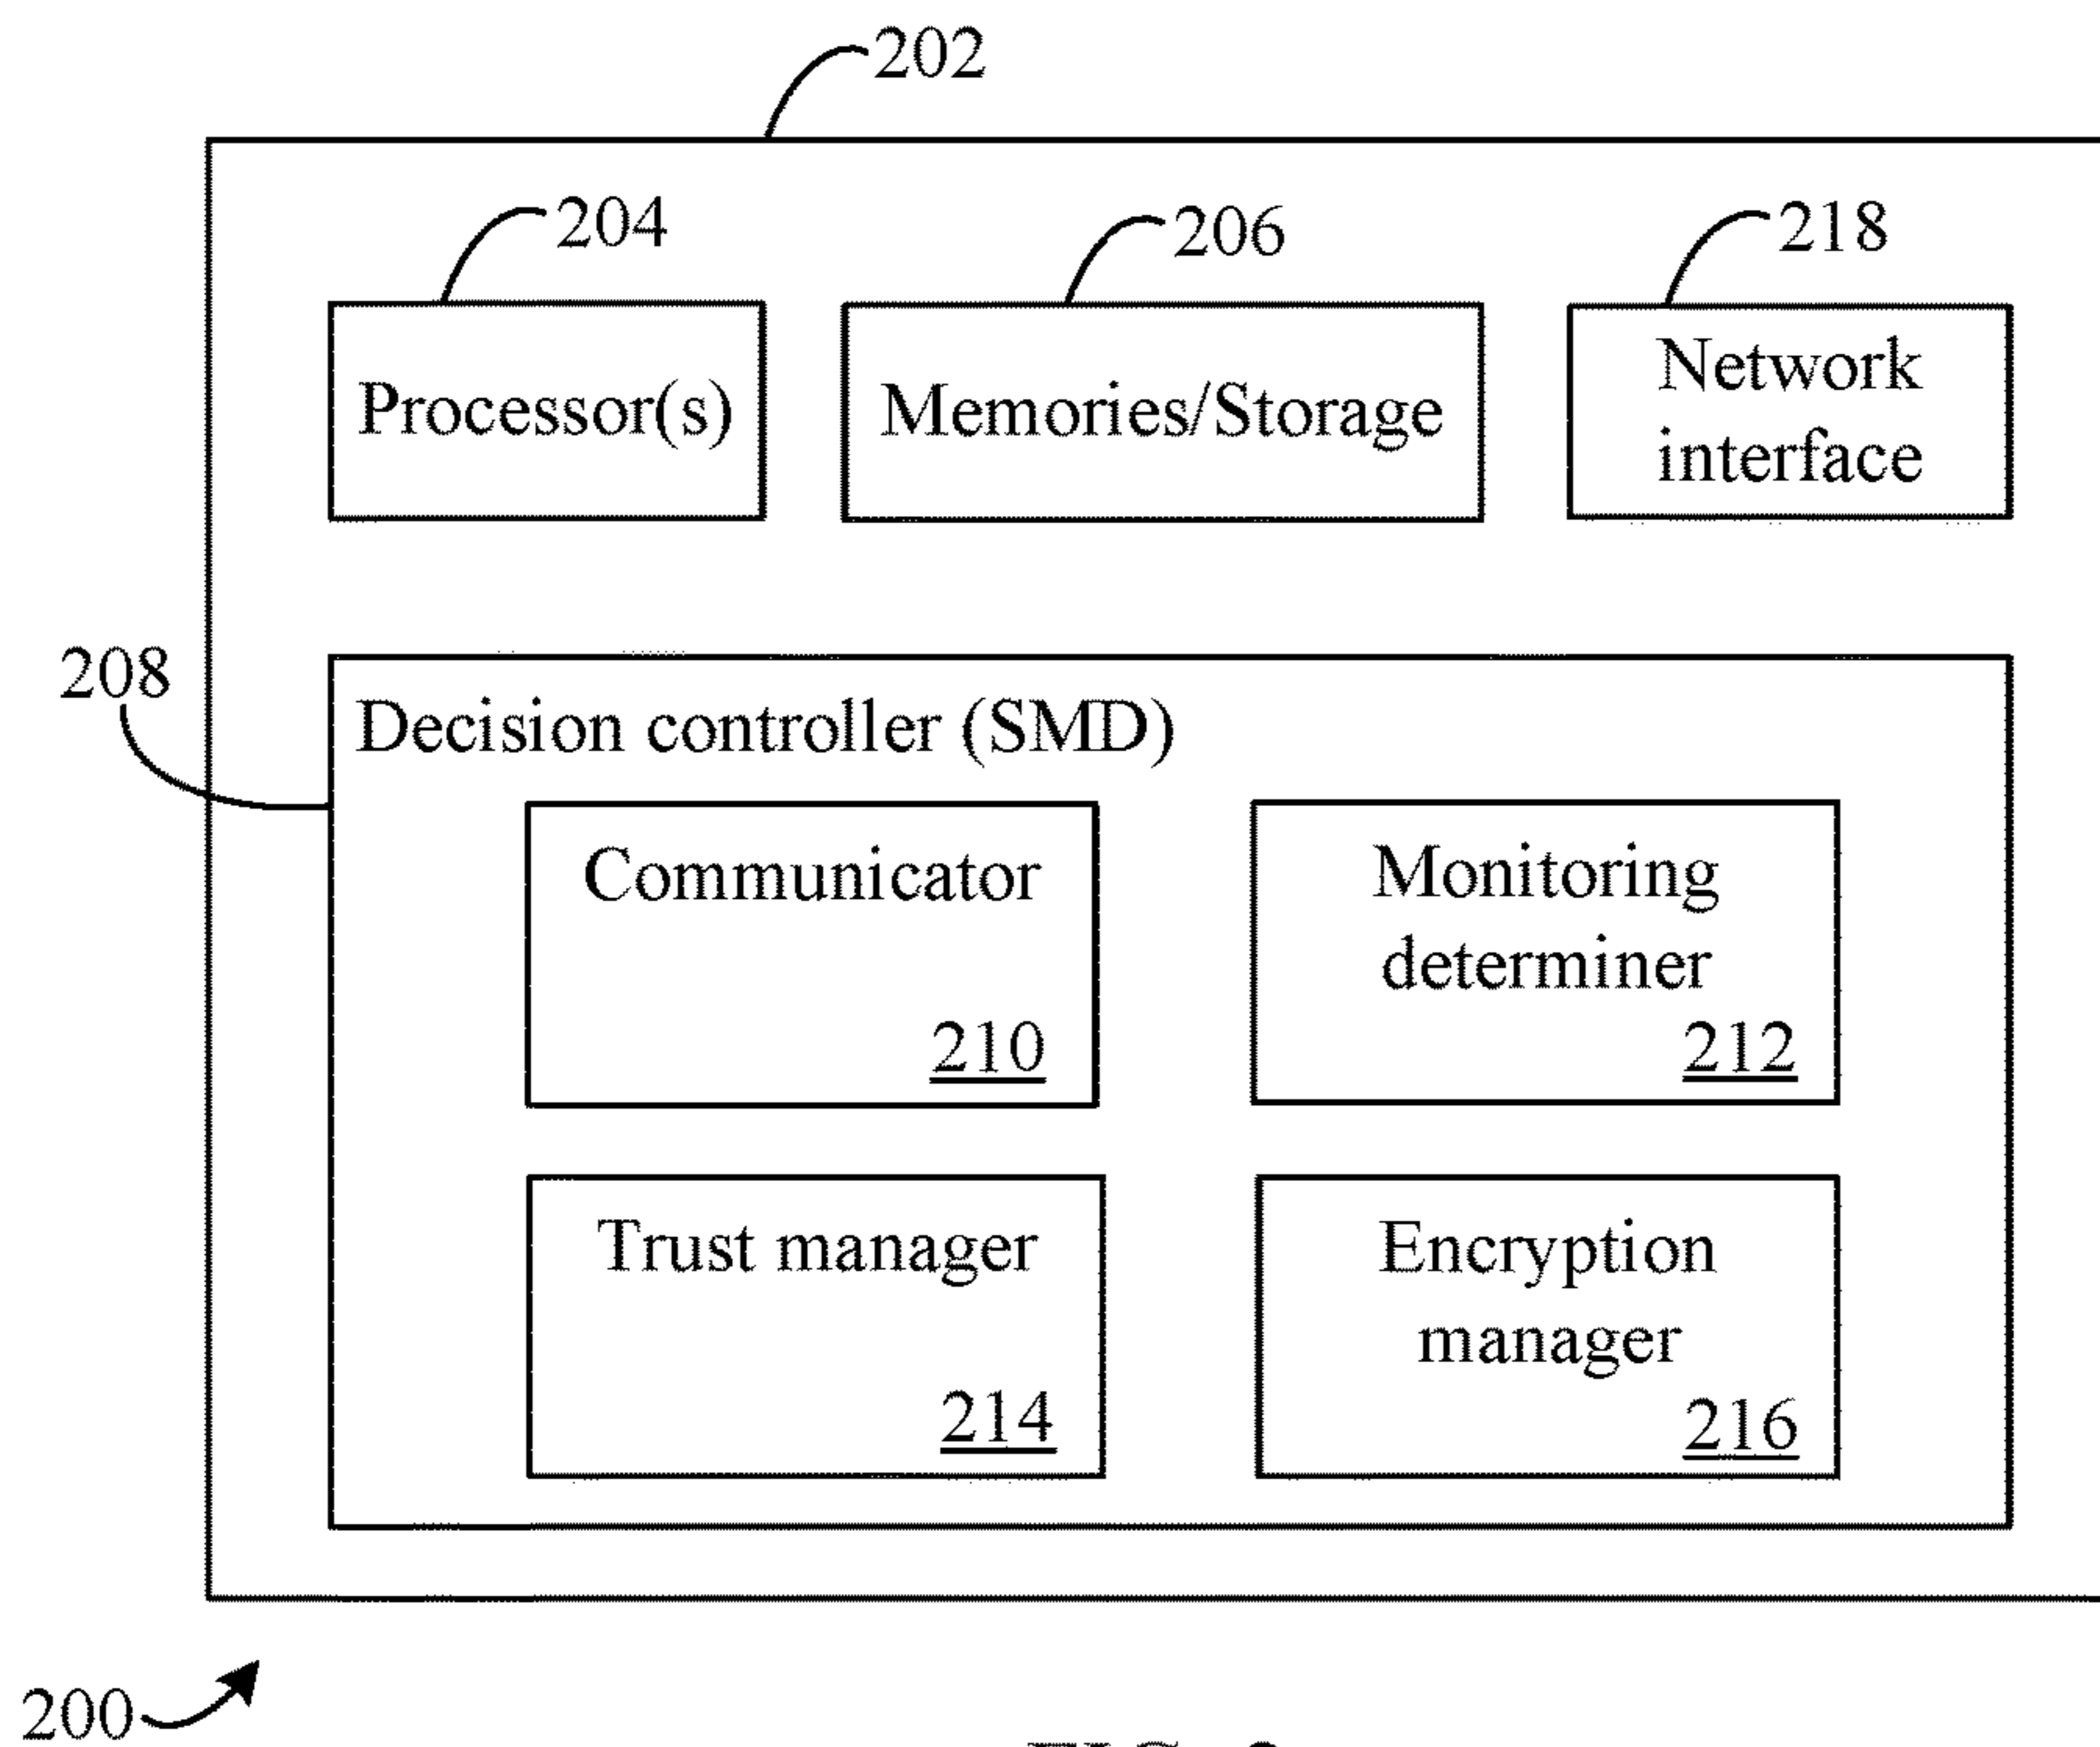 202
204
206
218
Processor(s)
Memories/Storage
Network
interface
208
Decision controller (SMD)
Communicator
210
Monitoring
determiner
212
Trust manager
214
Encryption
manager
216
200